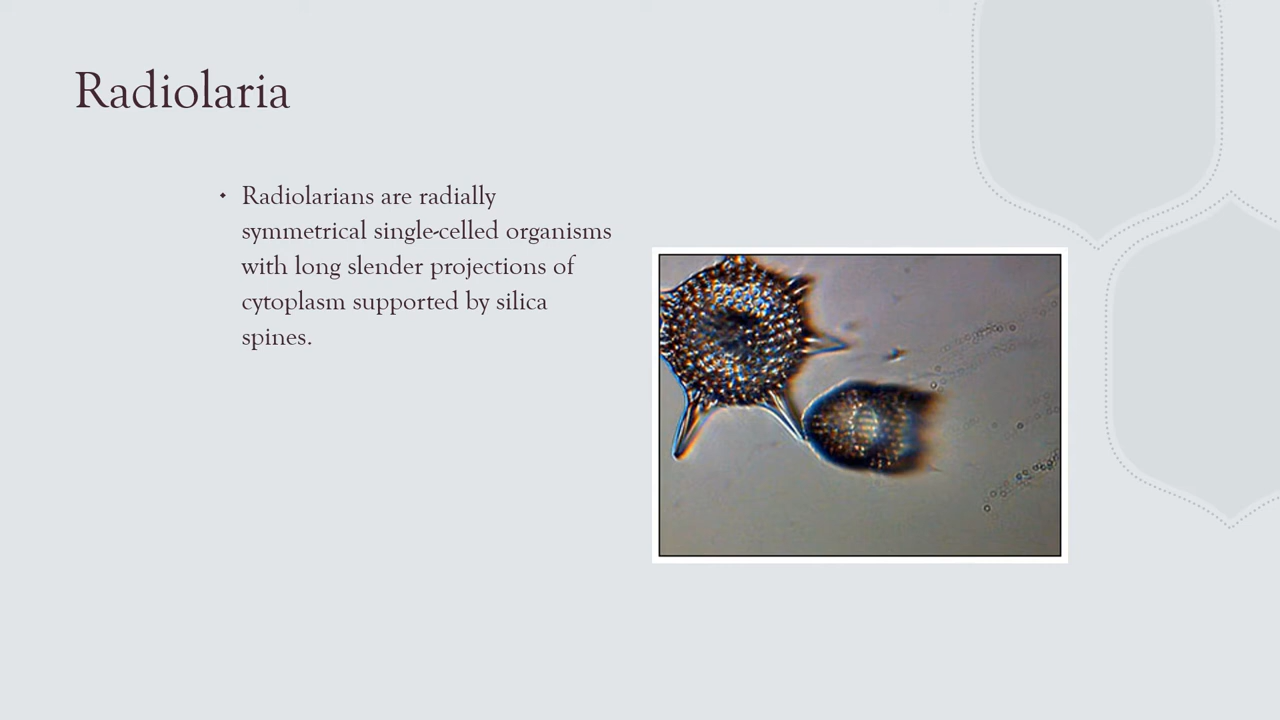 Radiolaria
• Radiolarians are radially
symmetrical single-celled organisms
with long slender projections of
cytoplasm supported by silica
spines.